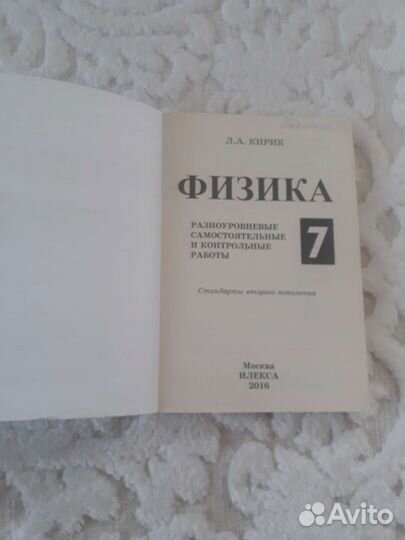 Л.А. КИРИК
ФИЗИКА
РАЗНОУРОВНЕВЫЕ
САМОСТОЯТЕЛЬНЫЕ
И КОНТРОЛЬНЫЕ
РАБОТЫ
7
Стандарты второго поколения
Москва
ИЛЕКСА
2016
Avito